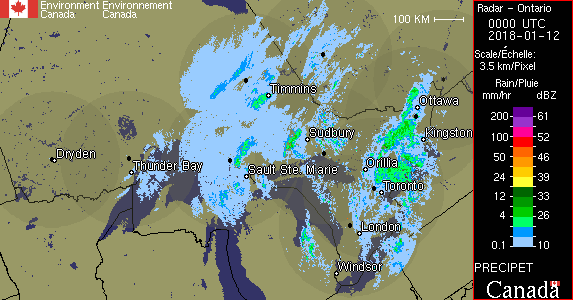 Environment Environnement
Canada Canada
100 KM
Timmins
Ottawa
Sudbury
Kingston
Dryden
Thunder Bay
Sault Ste. Marie
Orillia
Toronto
London
Windsor
Radar - Ontario
0000 UTC
2018-01-12
Scale/Échelle:
3.5 km/Pixel
Rain/Pluie
mm/hr dBZ
200 61
100 52
50 46
24 39
12 33
4 26
0.1 10
PRECIPET
Canada